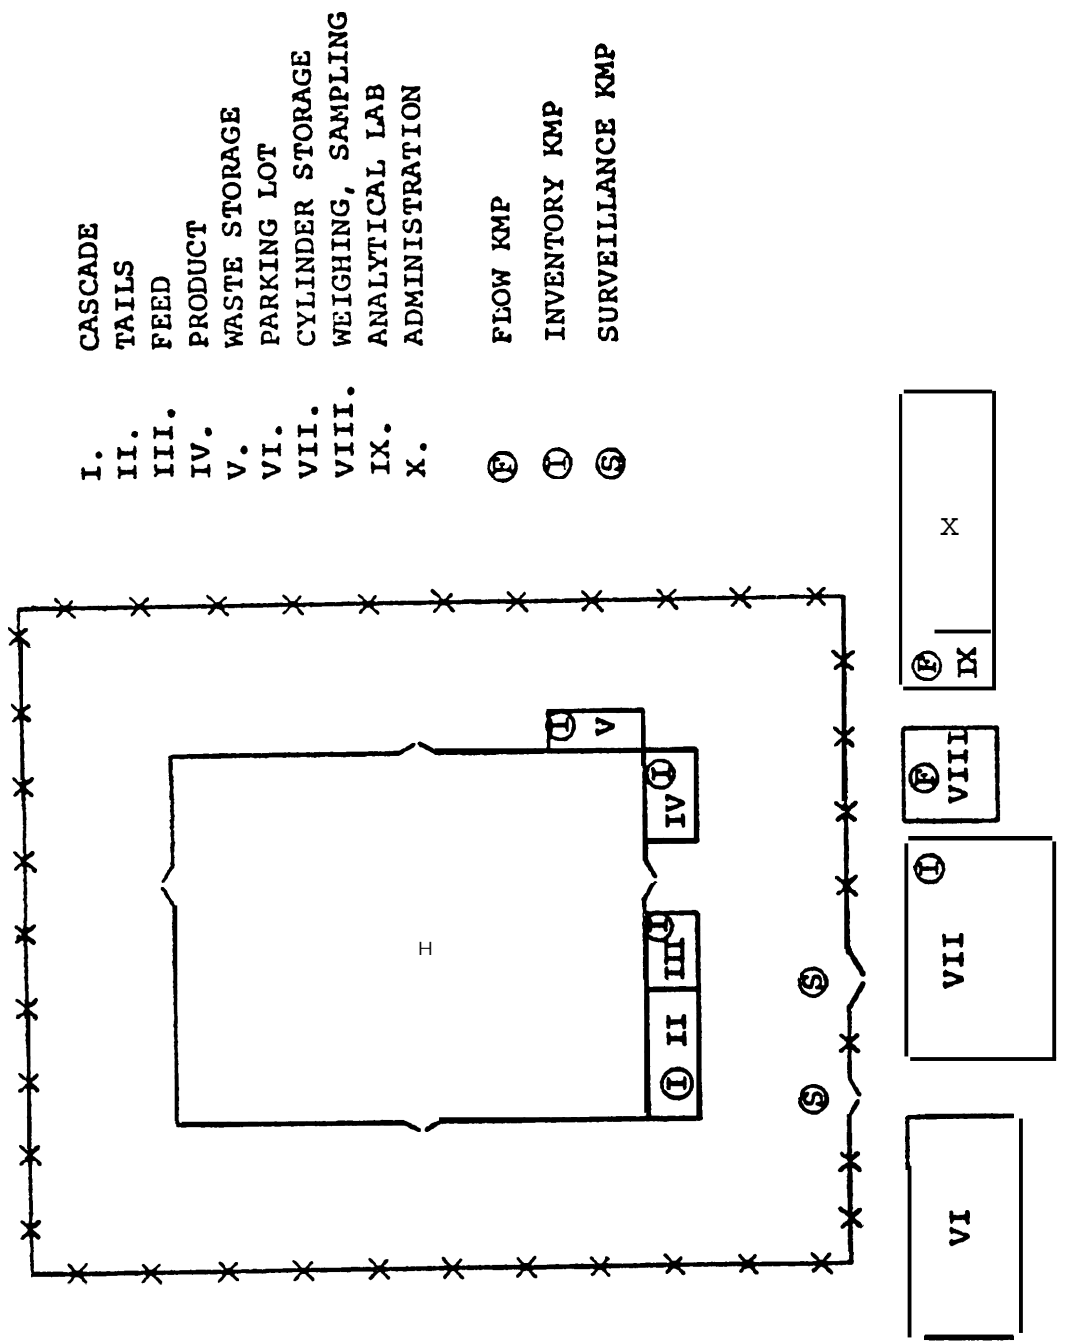 I. CASCADE
II. TAILS
III. FEED
IV. PRODUCT
V. WASTE STORAGE
VI. PARKING LOT
VII. CYLINDER STORAGE
VIII. WEIGHING, SAMPLING
IX. ANALYTICAL LAB
X. ADMINISTRATION
F FLOW KMP
I INVENTORY KMP
S SURVEILLANCE KMP
H
I
II
I
III
I
IV
I
V
S
S
VI
I
VII
F
VIII
F
IX
X